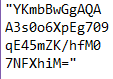 "YKmbBwGgAQA
A3s0o6XpEg709
qE45mZK/hfM0
7NFXhiM="